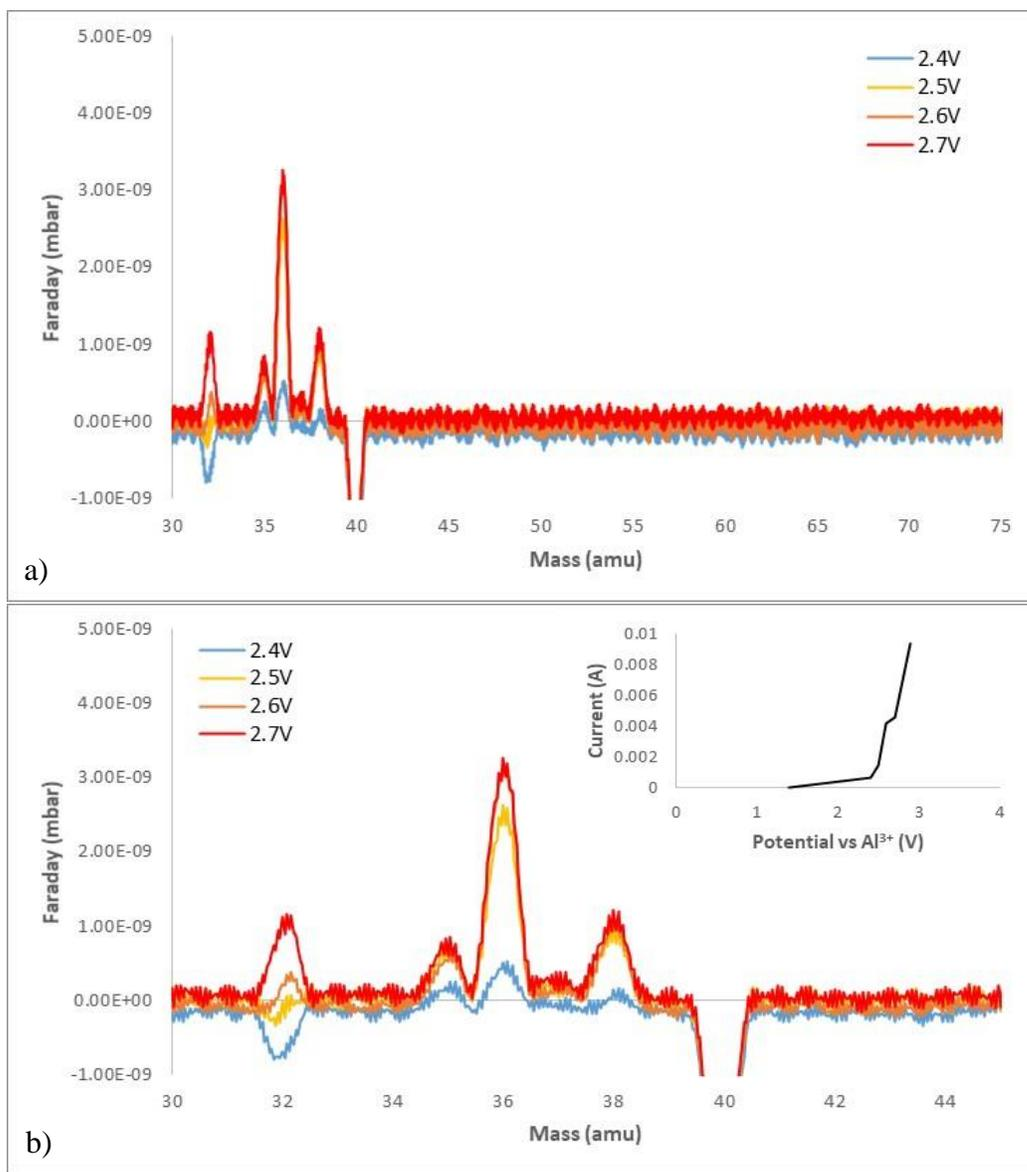 5.00E-09
4.00E-09
3.00E-09
2.00E-09
1.00E-09
0.00E+00
-1.00E-09
Faraday (mbar)
2.4V
2.5V
2.6V
2.7V
30 35 40 45 50 55 60 65 70 75
Mass (amu)
a)
5.00E-09
4.00E-09
3.00E-09
2.00E-09
1.00E-09
0.00E+00
-1.00E-09
Faraday (mbar)
2.4V
2.5V
2.6V
2.7V
0.01
0.008
0.006
0.004
0.002
0
Current (A)
0 1 2 3 4
Potential vs Al³⁺ (V)
30 32 34 36 38 40 42 44
Mass (amu)
b)